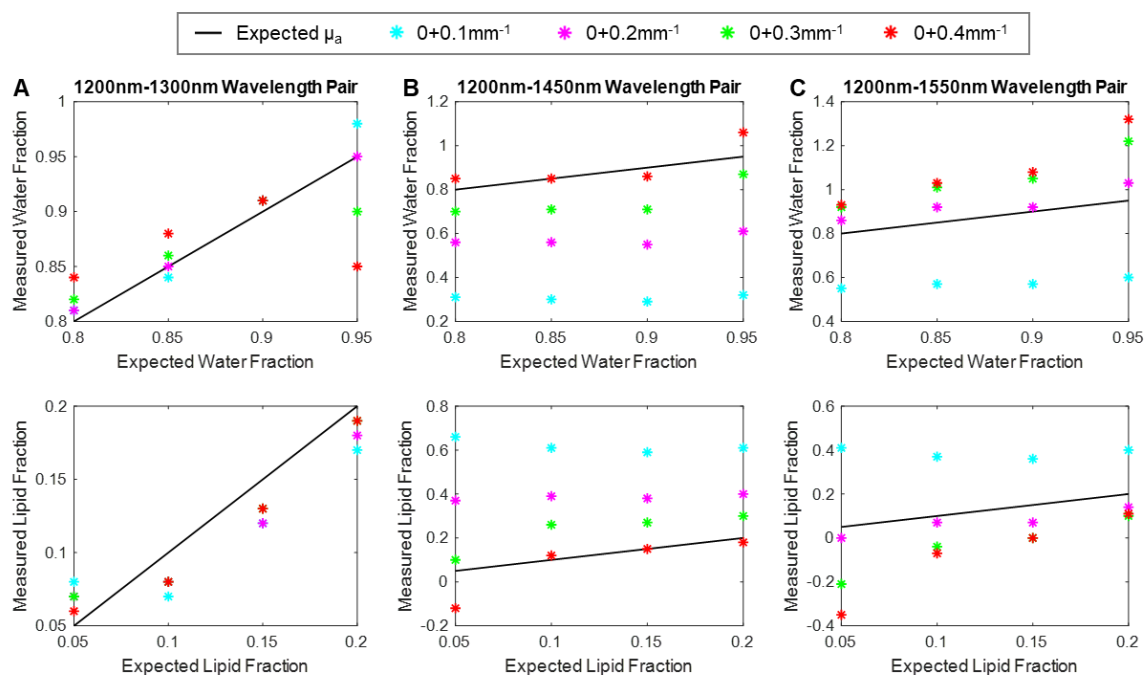 Expected μa 0+0.1mm-1 0+0.2mm-1 0+0.3mm-1 0+0.4mm-1
A 1200nm-1300nm Wavelength Pair
Measured Water Fraction
1
0.95
0.9
0.85
0.8
0.8 0.85 0.9 0.95
Expected Water Fraction
B 1200nm-1450nm Wavelength Pair
Measured Water Fraction
1.2
1
0.8
0.6
0.4
0.2
0.8 0.85 0.9 0.95
Expected Water Fraction
C 1200nm-1550nm Wavelength Pair
Measured Water Fraction
1.4
1.2
1
0.8
0.6
0.4
0.8 0.85 0.9 0.95
Expected Water Fraction
Measured Lipid Fraction
0.2
0.15
0.1
0.05
0.05 0.1 0.15 0.2
Expected Lipid Fraction
Measured Lipid Fraction
0.8
0.6
0.4
0.2
0
-0.2
0.05 0.1 0.15 0.2
Expected Lipid Fraction
Measured Lipid Fraction
0.6
0.4
0.2
0
-0.2
-0.4
0.05 0.1 0.15 0.2
Expected Lipid Fraction